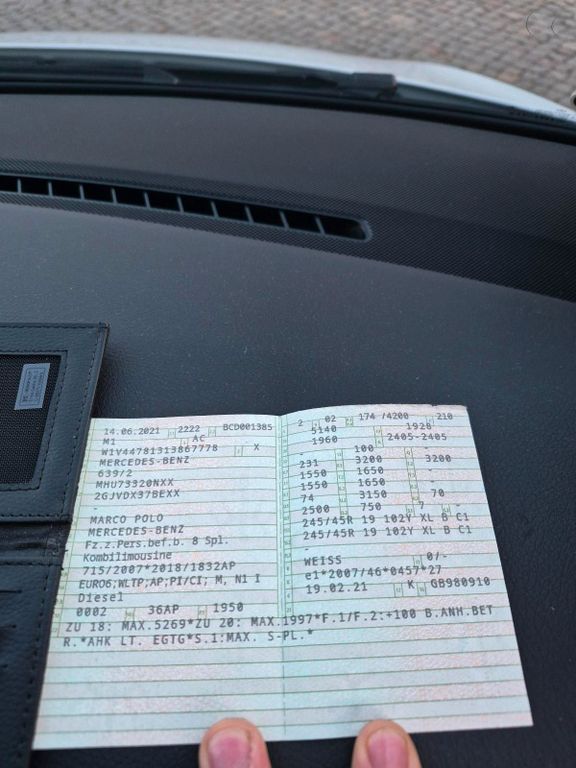 14.06.2021 2222 BCD001385
M1 AC
W1V44781313867778 X
MERCEDES-BENZ
639/2
MHU73320NXX
2GJVDX37BEXX
-
MARCO POLO
MERCEDES-BENZ
Fz.z.Pers.bef.b. 8 Spl.
Kombilimousine
715/2007*2018/1832AP
EURO6;WLTP;AP;PI/CI; M, N1 I
Diesel
0002 36AP 1950
2 02 174 /4200 210
5140 1928
1960 2405-2405
- 100
231 3200 3200
1550 1650 -
1550 1650 -
74 3150 70
2500 750 7 -
245/45R 19 102Y XL B C1
245/45R 19 102Y XL B C1
-
WEISS 0/-
e1*2007/46*0457*27
19.02.21 K GB980910
ZU 18: MAX.5269*ZU 20: MAX.1997*F.1/F.2:+100 B.ANH.BET
R.*AHK LT. EGTG*S.1:MAX. S-PL.*